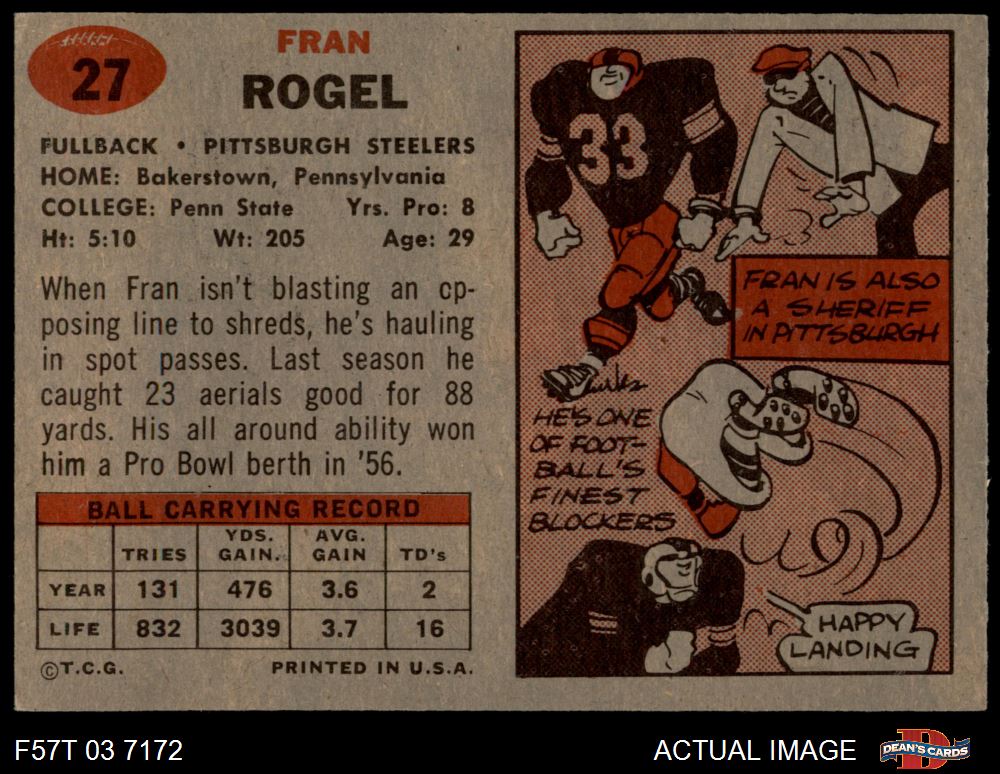 27
FRAN
ROGEL
FULLBACK • PITTSBURGH STEELERS
HOME: Bakerstown, Pennsylvania
COLLEGE: Penn State Yrs. Pro: 8
Ht: 5:10 Wt: 205 Age: 29
When Fran isn't blasting an cp-
posing line to shreds, he's hauling
in spot passes. Last season he
caught 23 aerials good for 88
yards. His all around ability won
him a Pro Bowl berth in '56.
BALL CARRYING RECORD
TRIES YDS. GAIN. AVG. GAIN TD's
YEAR 131 476 3.6 2
LIFE 832 3039 3.7 16
©T.C.G. PRINTED IN U.S.A.
33
FRAN IS ALSO
A SHERIFF
IN PITTSBURGH
HE'S ONE
OF FOOT-
BALL'S
FINEST
BLOCKERS
HAPPY
LANDING
F57T 03 7172
ACTUAL IMAGE
DEAN'S CARDS